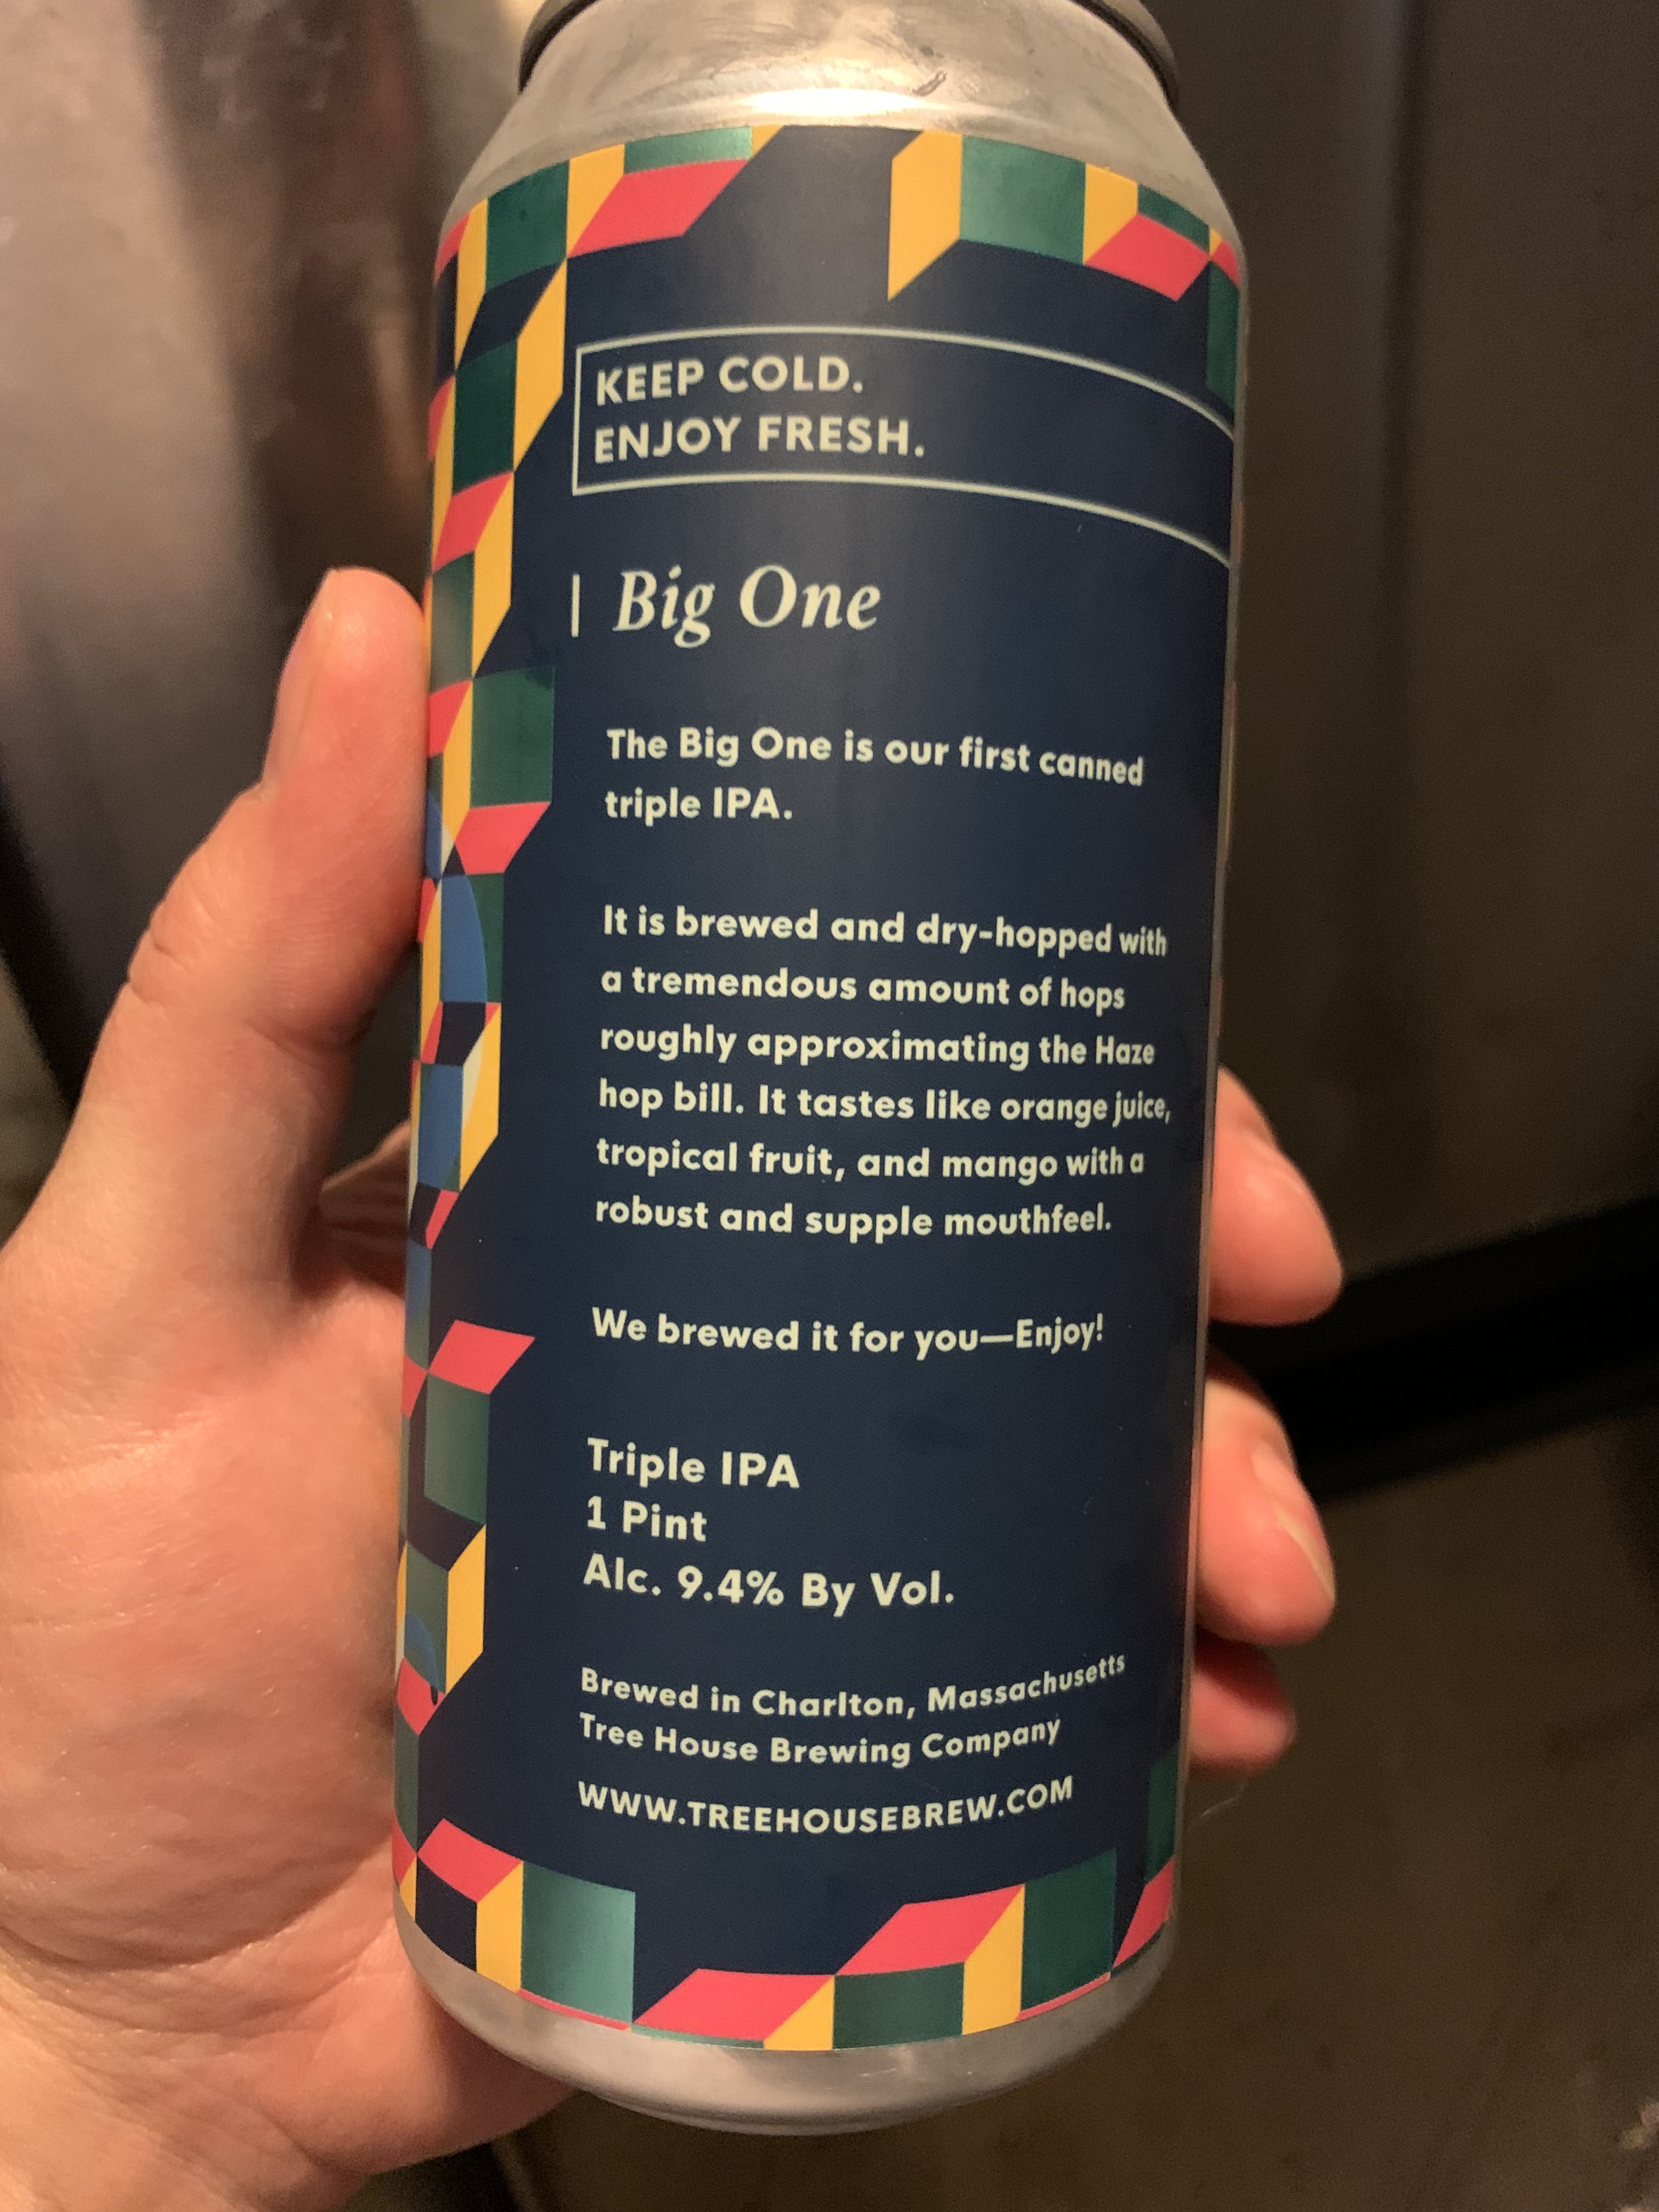 KEEP COLD.
ENJOY FRESH.
Big One
The Big One is our first canned
triple IPA.
It is brewed and dry-hopped with
a tremendous amount of hops
roughly approximating the Haze
hop bill. It tastes like orange juice,
tropical fruit, and mango with a
robust and supple mouthfeel.
We brewed it for you—Enjoy!
Triple IPA
1 Pint
Alc. 9.4% By Vol.
Brewed in Charlton, Massachusetts
Tree House Brewing Company
WWW.TREEHOUSEBREW.COM